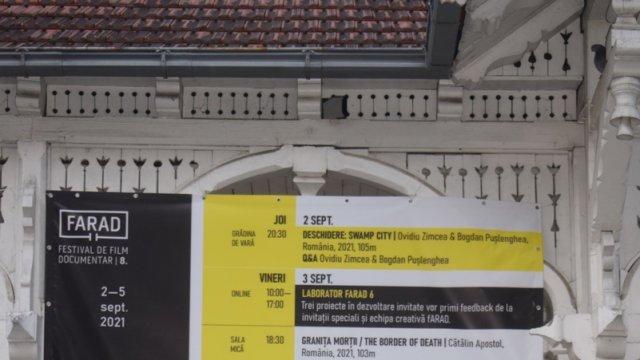 FARAD
FESTIVAL DE FILM
DOCUMENTAR | 8.
2—5
sept.
2021
JOI
2 SEPT.
GRĂDINA
DE VARĂ
20:30
DESCHIDERE: SWAMP CITY | Ovidiu Zimcea & Bogdan Pușlenghea,
România, 2021, 105m
Q&A Ovidiu Zimcea & Bogdan Pușlenghea
VINERI
3 SEPT.
ONLINE
10:00—
17:00
LABORATOR FARAD 6
Trei proiecte în dezvoltare invitate vor primi feedback de la
invitații speciali și echipa creativă fARAD.
SALA
MICĂ
18:30
GRANIȚA MORȚII / THE BORDER OF DEATH | Cătălin Apostol,
România, 2021, 103m